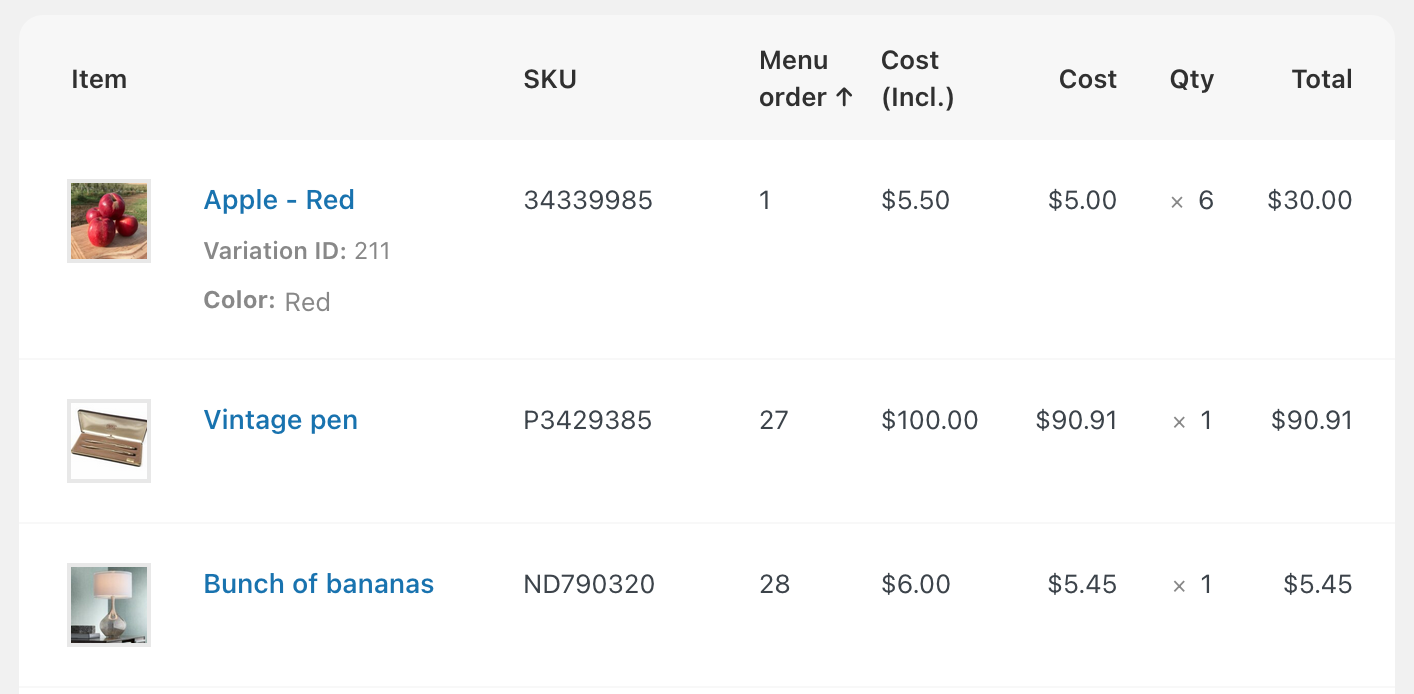 Item SKU Menu order ↑ Cost (Incl.) Cost Qty Total
Apple - Red 34339985 1 $5.50 $5.00 × 6 $30.00
Variation ID: 211
Color: Red
Vintage pen P3429385 27 $100.00 $90.91 × 1 $90.91
Bunch of bananas ND790320 28 $6.00 $5.45 × 1 $5.45